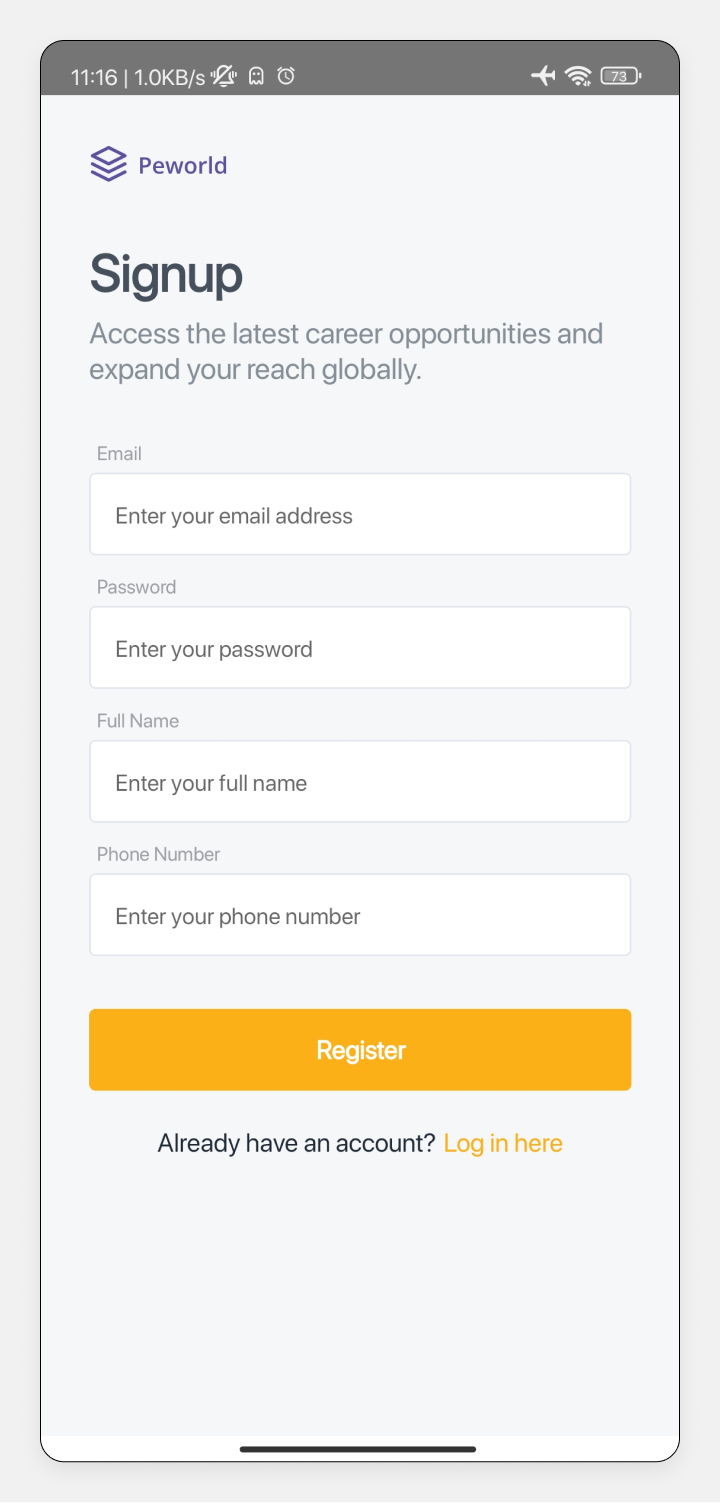 11:16 | 1.0KB/s
73
Peworld
Signup
Access the latest career opportunities and
expand your reach globally.
Email
Enter your email address
Password
Enter your password
Full Name
Enter your full name
Phone Number
Enter your phone number
Register
Already have an account? Log in here